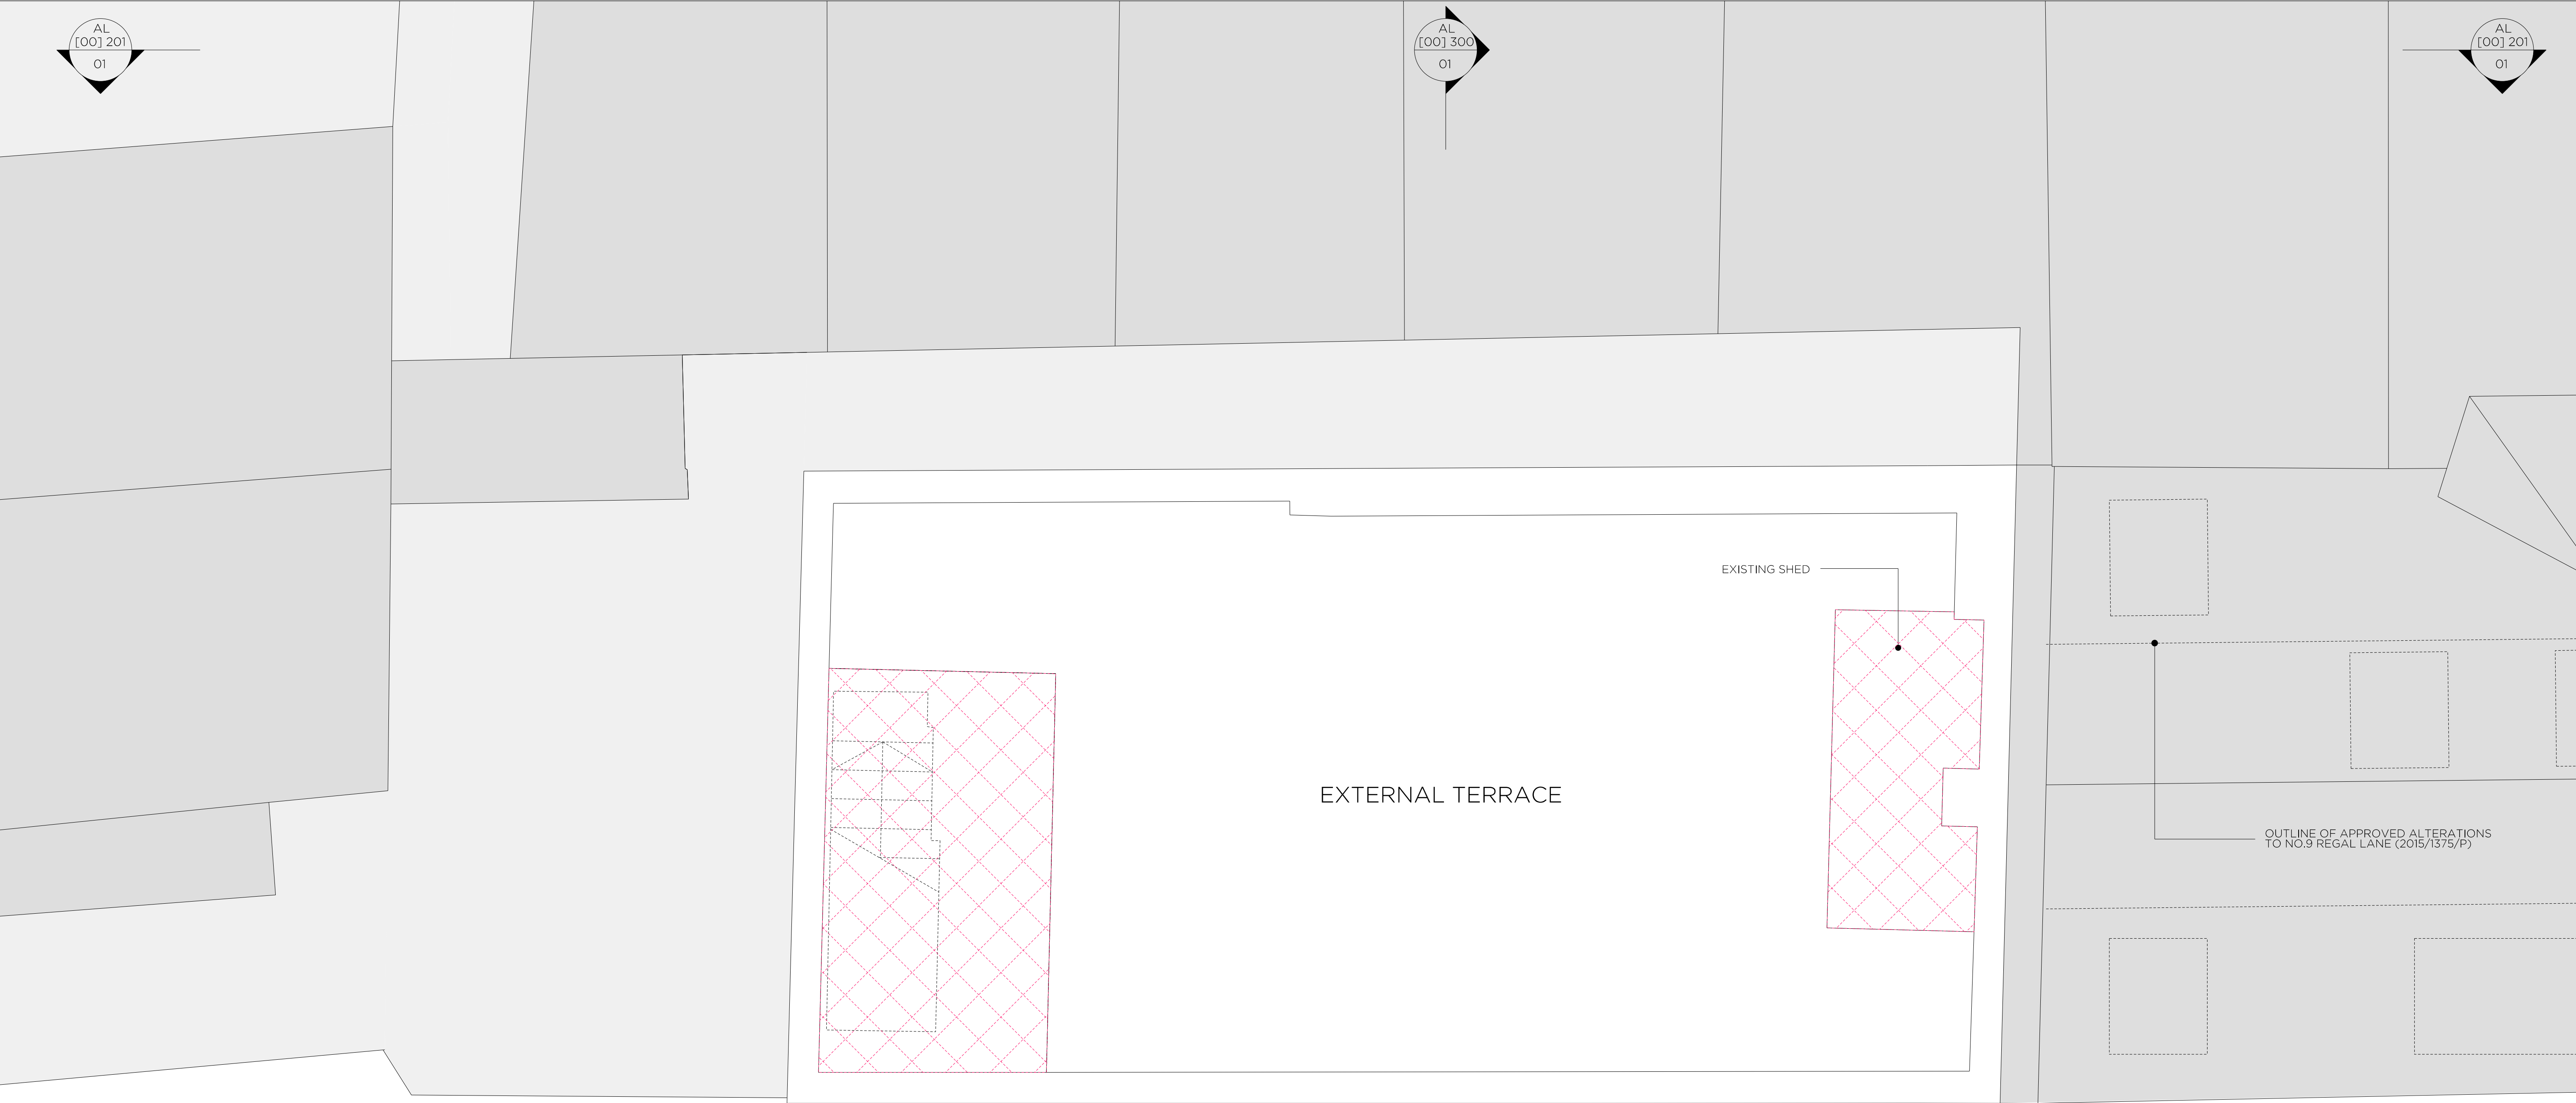 AL
[00] 201
01
AL
[00] 300
01
AL
[00] 201
01
EXISTING SHED
EXTERNAL TERRACE
OUTLINE OF APPROVED ALTERATIONS
TO NO.9 REGAL LANE (2015/1375/P)